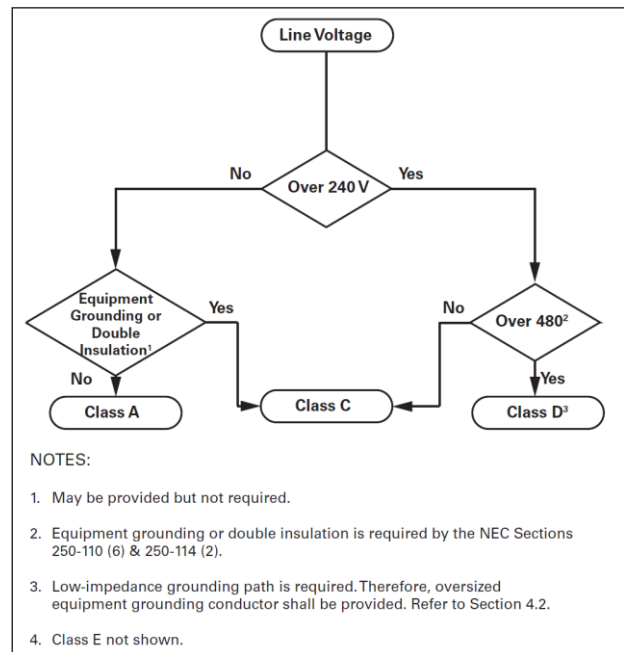 Line Voltage
No
Over 240 V
Yes
Equipment
Grounding or
Double
Insulation¹
Yes
No
Over 480²
No
Class A
Class C
Yes
Class D³
NOTES:
1. May be provided but not required.
2. Equipment grounding or double insulation is required by the NEC Sections
250-110 (6) & 250-114 (2).
3. Low-impedance grounding path is required. Therefore, oversized
equipment grounding conductor shall be provided. Refer to Section 4.2.
4. Class E not shown.